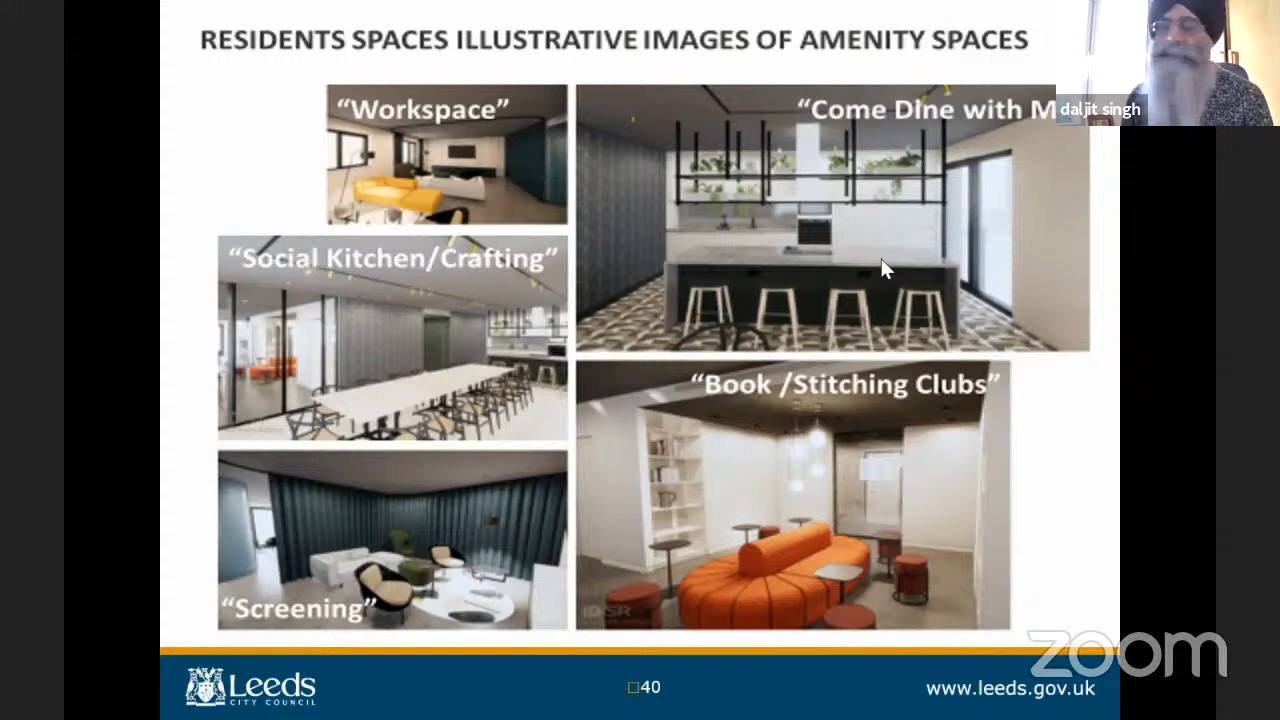 RESIDENTS SPACES ILLUSTRATIVE IMAGES OF AMENITY SPACES
daljit singh
"Workspace"
"Come Dine with M
"Social Kitchen/Crafting"
"Book /Stitching Clubs"
"Screening"
zoom
Leeds
CITY COUNCIL
40
www.leeds.gov.uk